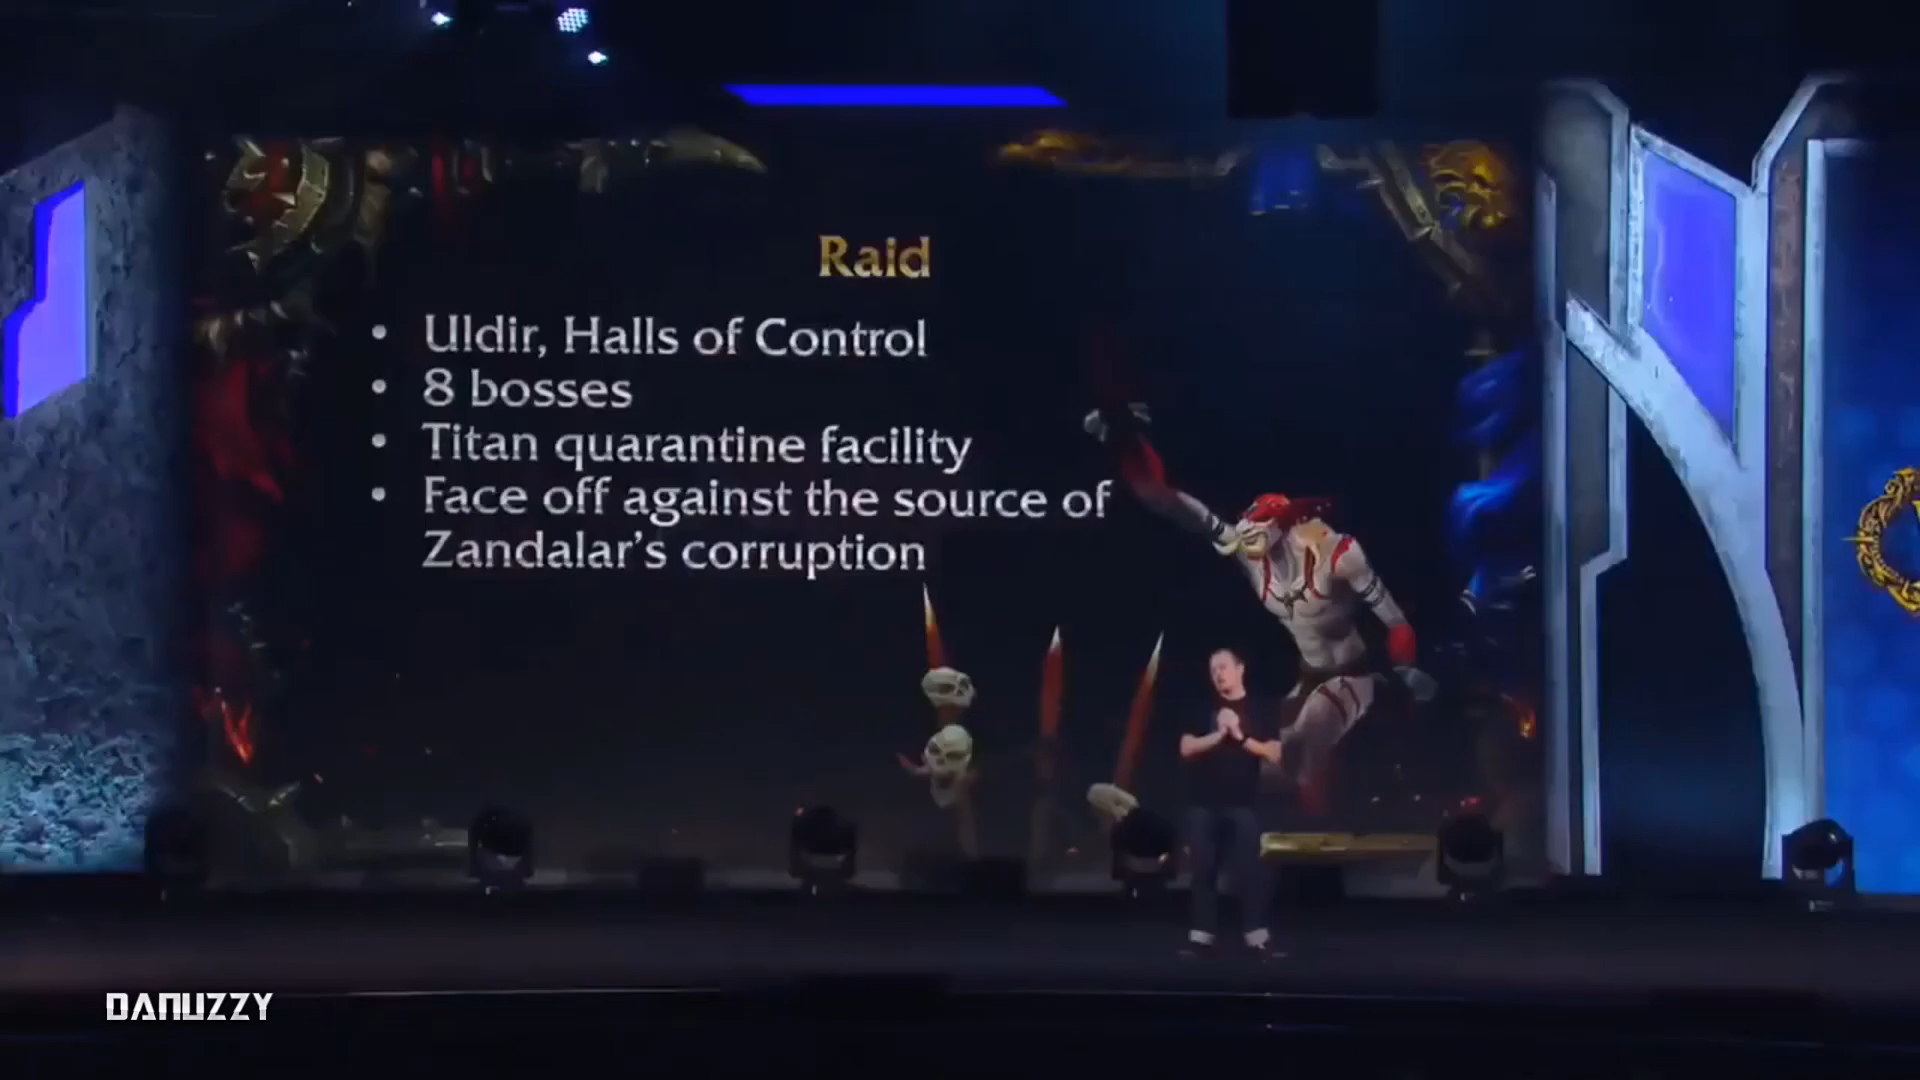 Raid
• Uldir, Halls of Control
• 8 bosses
• Titan quarantine facility
• Face off against the source of
Zandalar's corruption
DANUZZY